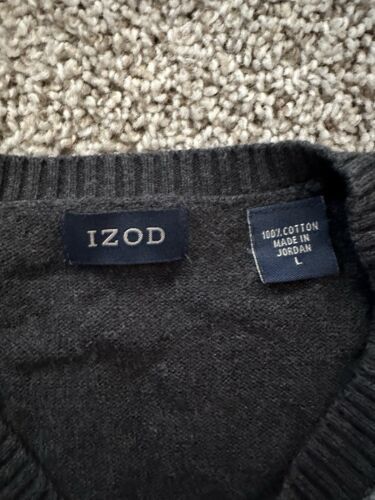 IZOD
100% COTTON
MADE IN
JORDAN
L